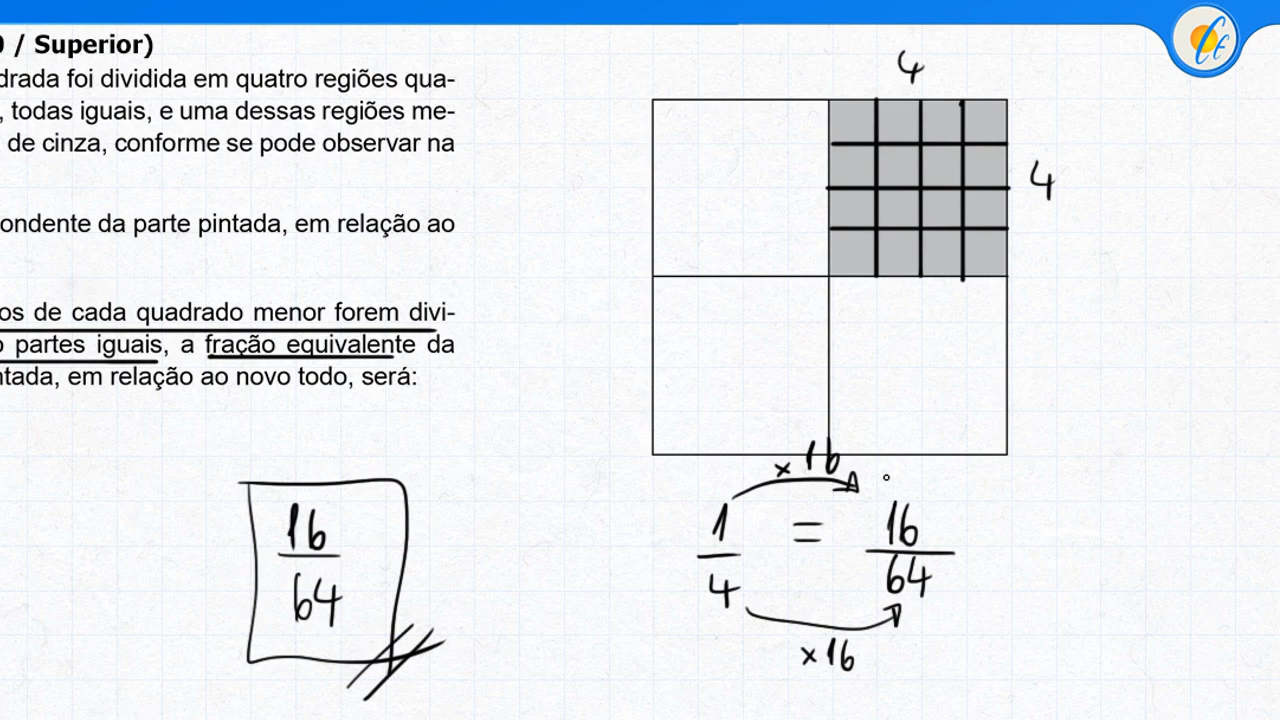 0 / Superior)
drada foi dividida em quatro regiões qua-
, todas iguais, e uma dessas regiões me-
de cinza, conforme se pode observar na
ondente da parte pintada, em relação ao
os de cada quadrado menor forem divi-
o partes iguais, a fração equivalente da
ntada, em relação ao novo todo, será:
16
64
4
4
×16
1 = 16
4 64
×16